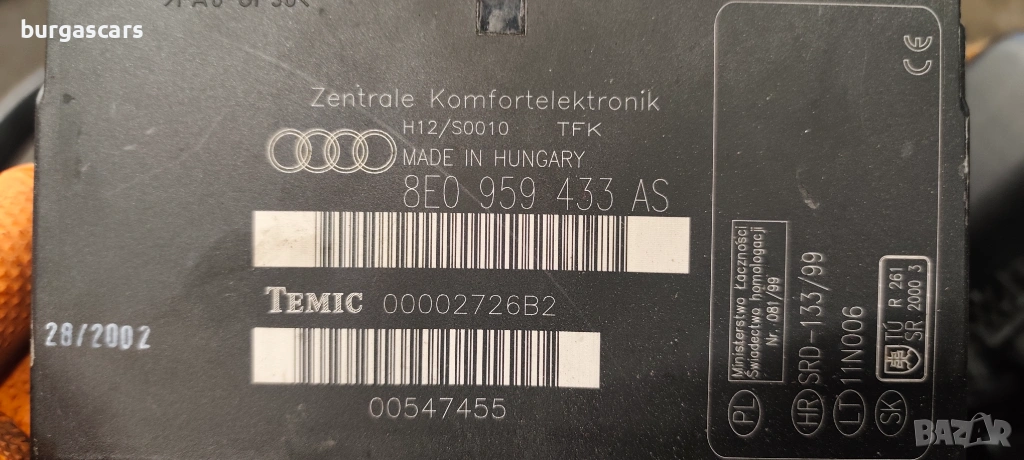 burgascars
Zentrale Komfortelektronik
H12/S0010 TFK
MADE IN HUNGARY
8E0 959 433 AS
TEMIC 00002726B2
28/2002
00547455
CE
Ministerstwo Łączności
Świadectwo homologacji
Nr. 081/99
PL
HR SRD-133/99
LT 11N006
SK TÚ R 261
SR 2000 3
BAZAR